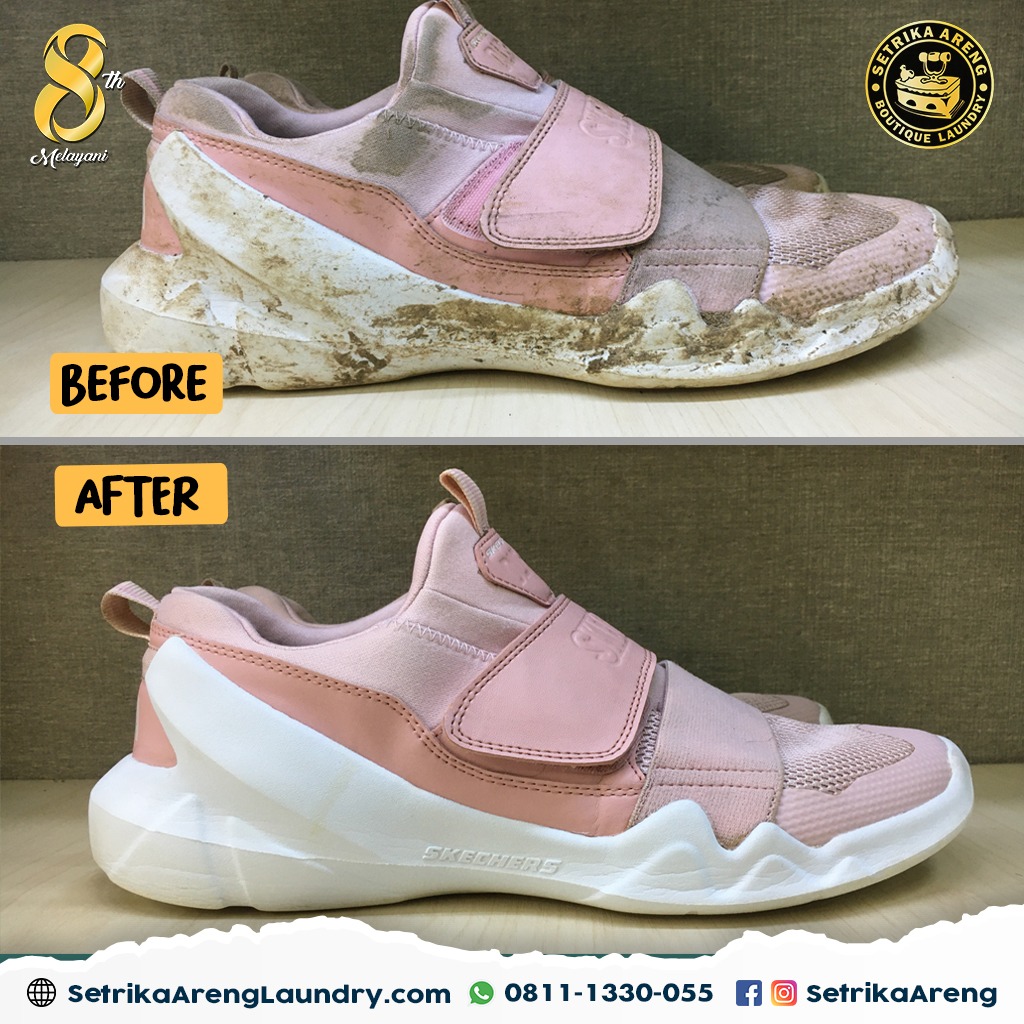 8th
Melayani
SETRIKA ARENG
BOUTIQUE LAUNDRY
BEFORE
AFTER
SKECHERS
SetrikaArengLaundry.com
0811-1330-055
SetrikaAreng